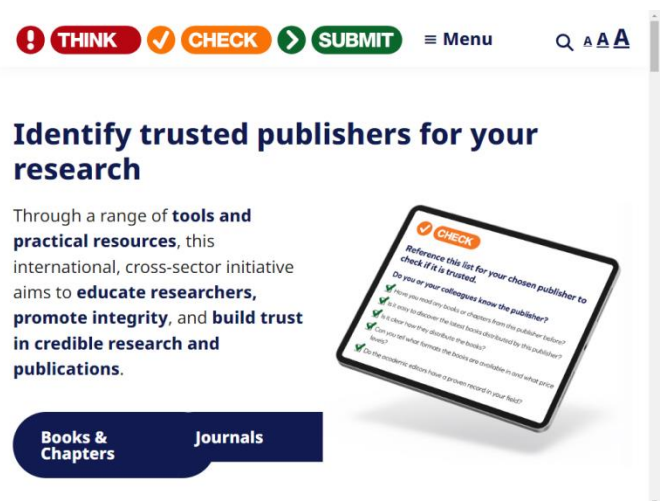 ! THINK CHECK SUBMIT ≡ Menu A A A
Identify trusted publishers for your
research
Through a range of tools and
practical resources, this
international, cross-sector initiative
aims to educate researchers,
promote integrity, and build trust
in credible research and
publications.
CHECK
Reference this list for your chosen publisher to
check if it is trusted.
Do you or your colleagues know the publisher?
Have you read any books or chapters from this publisher before?
Is it easy to discover the latest books distributed by this publisher?
Is it clear how they distribute the books?
Can you tell what formats the books are available in and what price
levels?
Do the academic editors have a proven record in your field?
Books &
Chapters
Journals